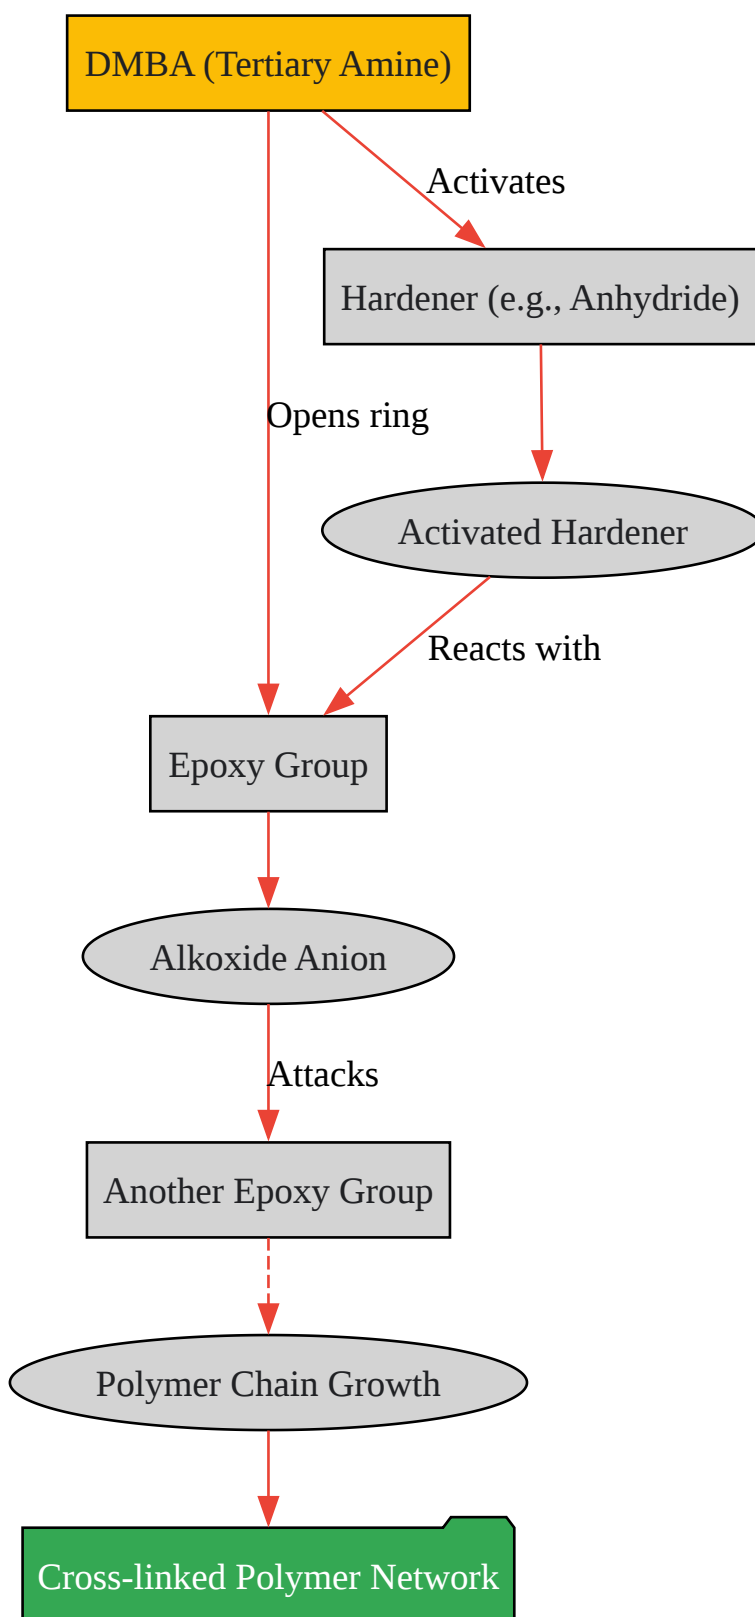 DMBA (Tertiary Amine)
Activates
Hardener (e.g., Anhydride)
Opens ring
Activated Hardener
Reacts with
Epoxy Group
Alkoxide Anion
Attacks
Another Epoxy Group
Polymer Chain Growth
Cross-linked Polymer Network